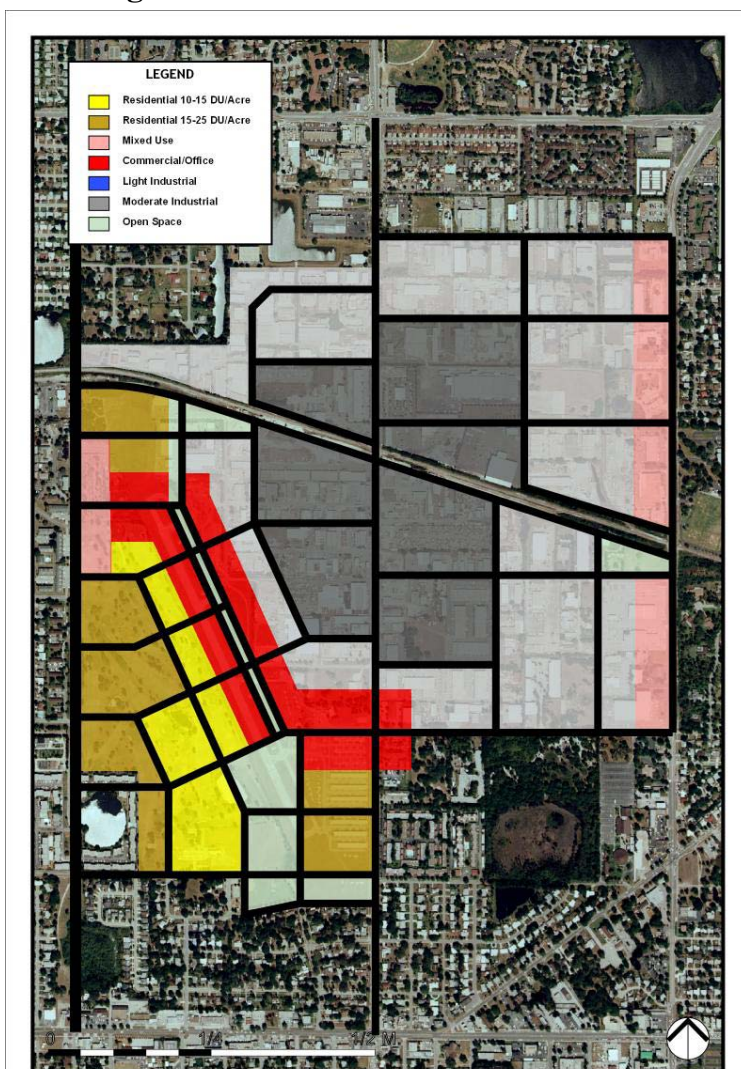 LEGEND
Residential 10-15 DU/Acre
Residential 15-25 DU/Acre
Mixed Use
Commercial/Office
Light Industrial
Moderate Industrial
Open Space
0 1/4 1/2 M